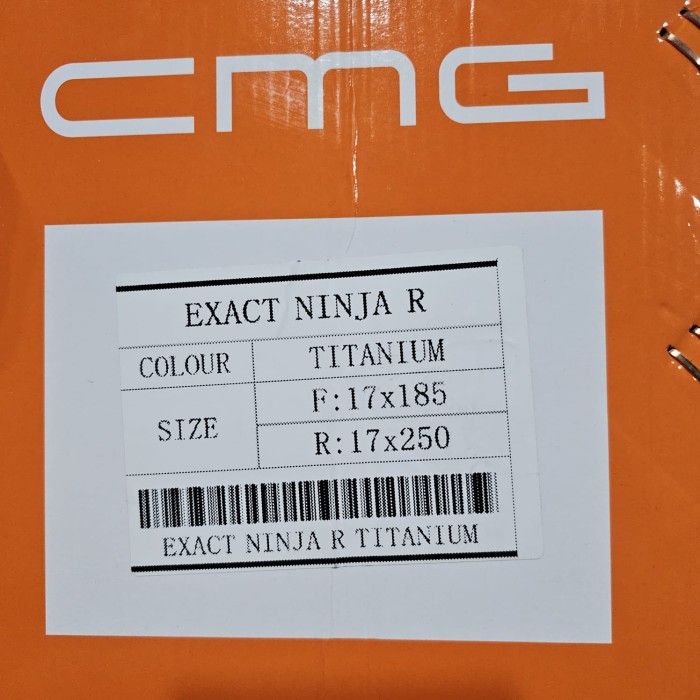 CMG
EXACT NINJA R
COLOUR TITANIUM
SIZE F:17x185
R:17x250
EXACT NINJA R TITANIUM